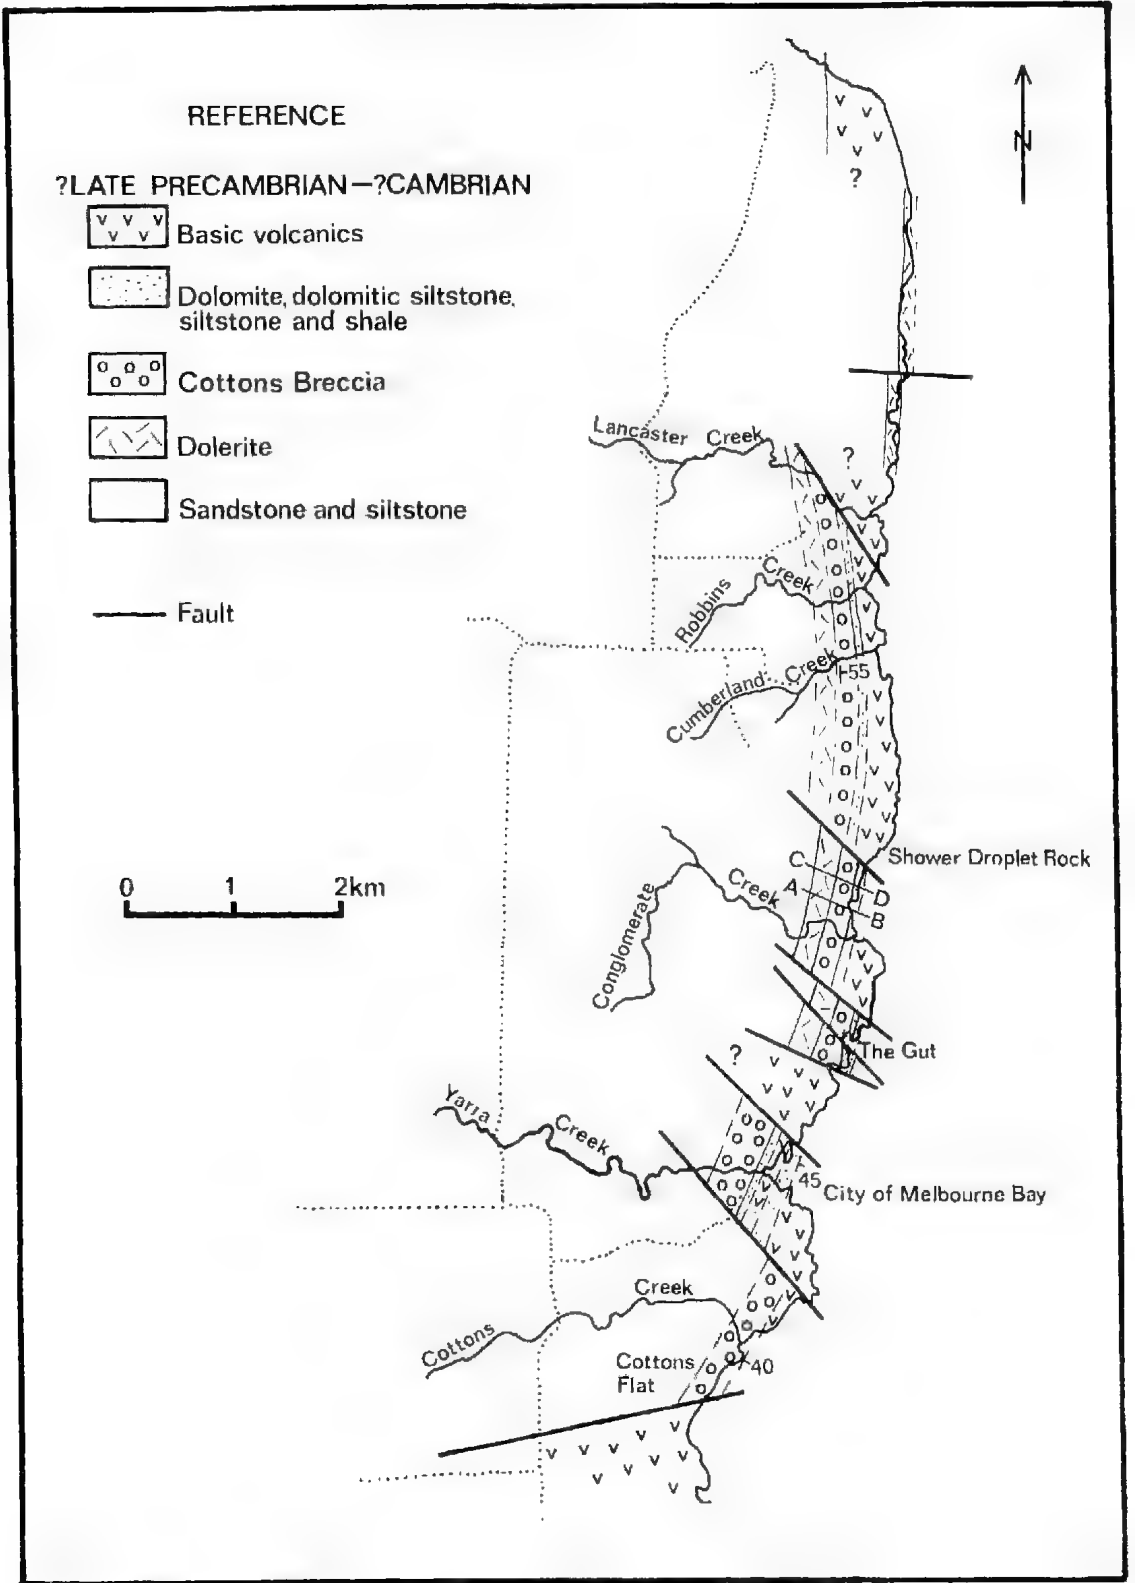 REFERENCE
?LATE PRECAMBRIAN—?CAMBRIAN
Basic volcanics
Dolomite, dolomitic siltstone,
siltstone and shale
Cottons Breccia
Dolerite
Sandstone and siltstone
Fault
N
?
Lancaster Creek
?
Robbins Creek
Cumberland Creek
55
0 1 2km
Shower Droplet Rock
C
D
A
B
Conglomerate Creek
The Gut
?
Yarra Creek
45
City of Melbourne Bay
Cottons Creek
Cottons
Flat
40